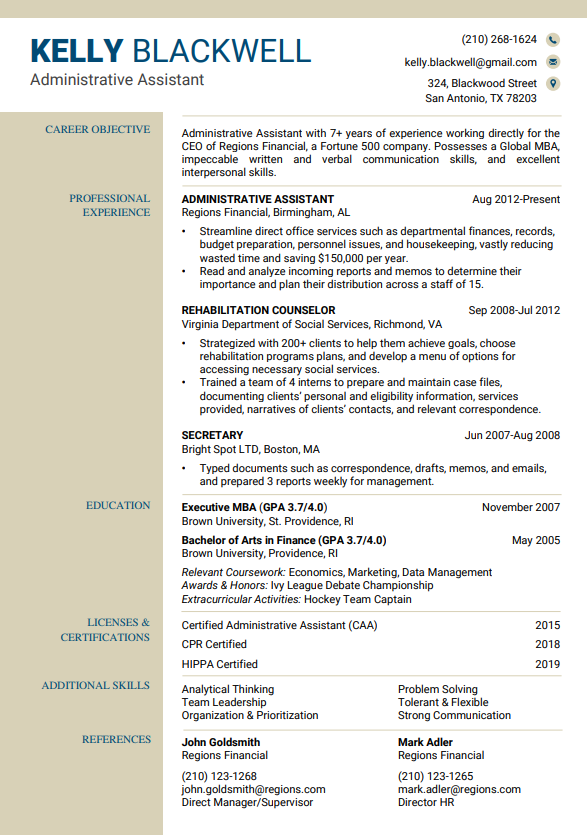 KELLY BLACKWELL
Administrative Assistant
(210) 268-1624
kelly.blackwell@gmail.com
324, Blackwood Street
San Antonio, TX 78203
CAREER OBJECTIVE
Administrative Assistant with 7+ years of experience working directly for the
CEO of Regions Financial, a Fortune 500 company. Possesses a Global MBA,
impeccable written and verbal communication skills, and excellent
interpersonal skills.
PROFESSIONAL
EXPERIENCE
ADMINISTRATIVE ASSISTANT Aug 2012-Present
Regions Financial, Birmingham, AL
• Streamline direct office services such as departmental finances, records,
budget preparation, personnel issues, and housekeeping, vastly reducing
wasted time and saving $150,000 per year.
• Read and analyze incoming reports and memos to determine their
importance and plan their distribution across a staff of 15.
REHABILITATION COUNSELOR Sep 2008-Jul 2012
Virginia Department of Social Services, Richmond, VA
• Strategized with 200+ clients to help them achieve goals, choose
rehabilitation programs plans, and develop a menu of options for
accessing necessary social services.
• Trained a team of 4 interns to prepare and maintain case files,
documenting clients’ personal and eligibility information, services
provided, narratives of clients' contacts, and relevant correspondence.
SECRETARY Jun 2007-Aug 2008
Bright Spot LTD, Boston, MA
• Typed documents such as correspondence, drafts, memos, and emails,
and prepared 3 reports weekly for management.
EDUCATION
Executive MBA (GPA 3.7/4.0) November 2007
Brown University, St. Providence, RI
Bachelor of Arts in Finance (GPA 3.7/4.0) May 2005
Brown University, Providence, RI
Relevant Coursework: Economics, Marketing, Data Management
Awards & Honors: Ivy League Debate Championship
Extracurricular Activities: Hockey Team Captain
LICENSES &
CERTIFICATIONS
Certified Administrative Assistant (CAA) 2015
CPR Certified 2018
HIPPA Certified 2019
ADDITIONAL SKILLS
Analytical Thinking Problem Solving
Team Leadership Tolerant & Flexible
Organization & Prioritization Strong Communication
REFERENCES
John Goldsmith Mark Adler
Regions Financial Regions Financial
(210) 123-1268 (210) 123-1265
john.goldsmith@regions.com mark.adler@regions.com
Direct Manager/Supervisor Director HR